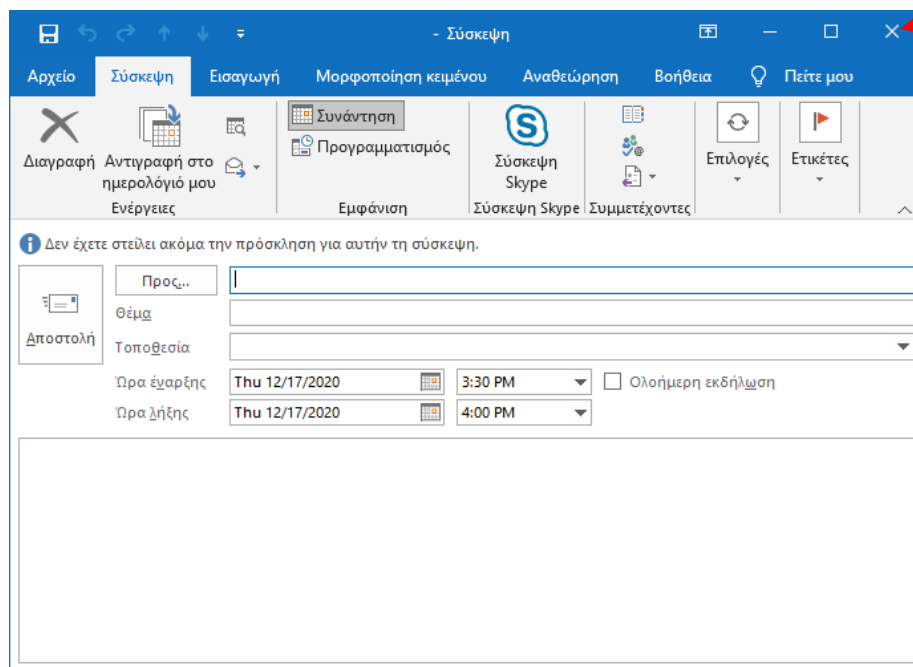 - Σύσκεψη
Αρχείο Σύσκεψη Εισαγωγή Μορφοποίηση κειμένου Αναθεώρηση Βοήθεια Πείτε μου
Διαγραφή
Αντιγραφή στο
ημερολόγιό μου
Ενέργειες
Συνάντηση
Προγραμματισμός
Εμφάνιση
Σύσκεψη
Skype
Σύσκεψη Skype
Συμμετέχοντες
Επιλογές
Ετικέτες
Δεν έχετε στείλει ακόμα την πρόσκληση για αυτήν τη σύσκεψη.
Αποστολή
Προς...
Θέμα
Τοποθεσία
Ώρα έναρξης Thu 12/17/2020 3:30 PM Ολοήμερη εκδήλωση
Ώρα λήξης Thu 12/17/2020 4:00 PM